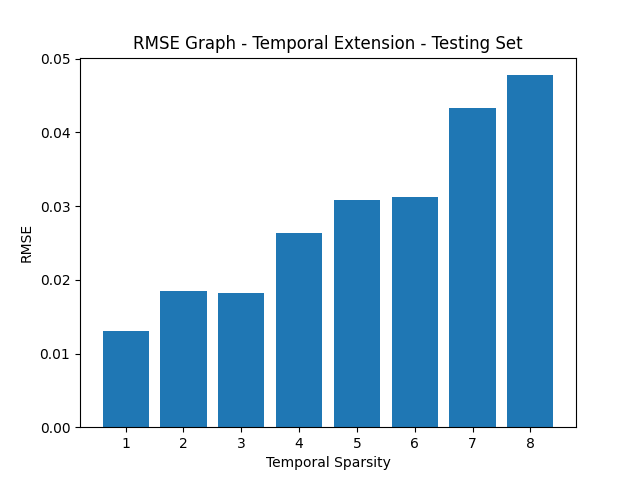 RMSE Graph - Temporal Extension - Testing Set
0.05
0.04
0.03
0.02
0.01
0.00
RMSE
1 2 3 4 5 6 7 8
Temporal Sparsity